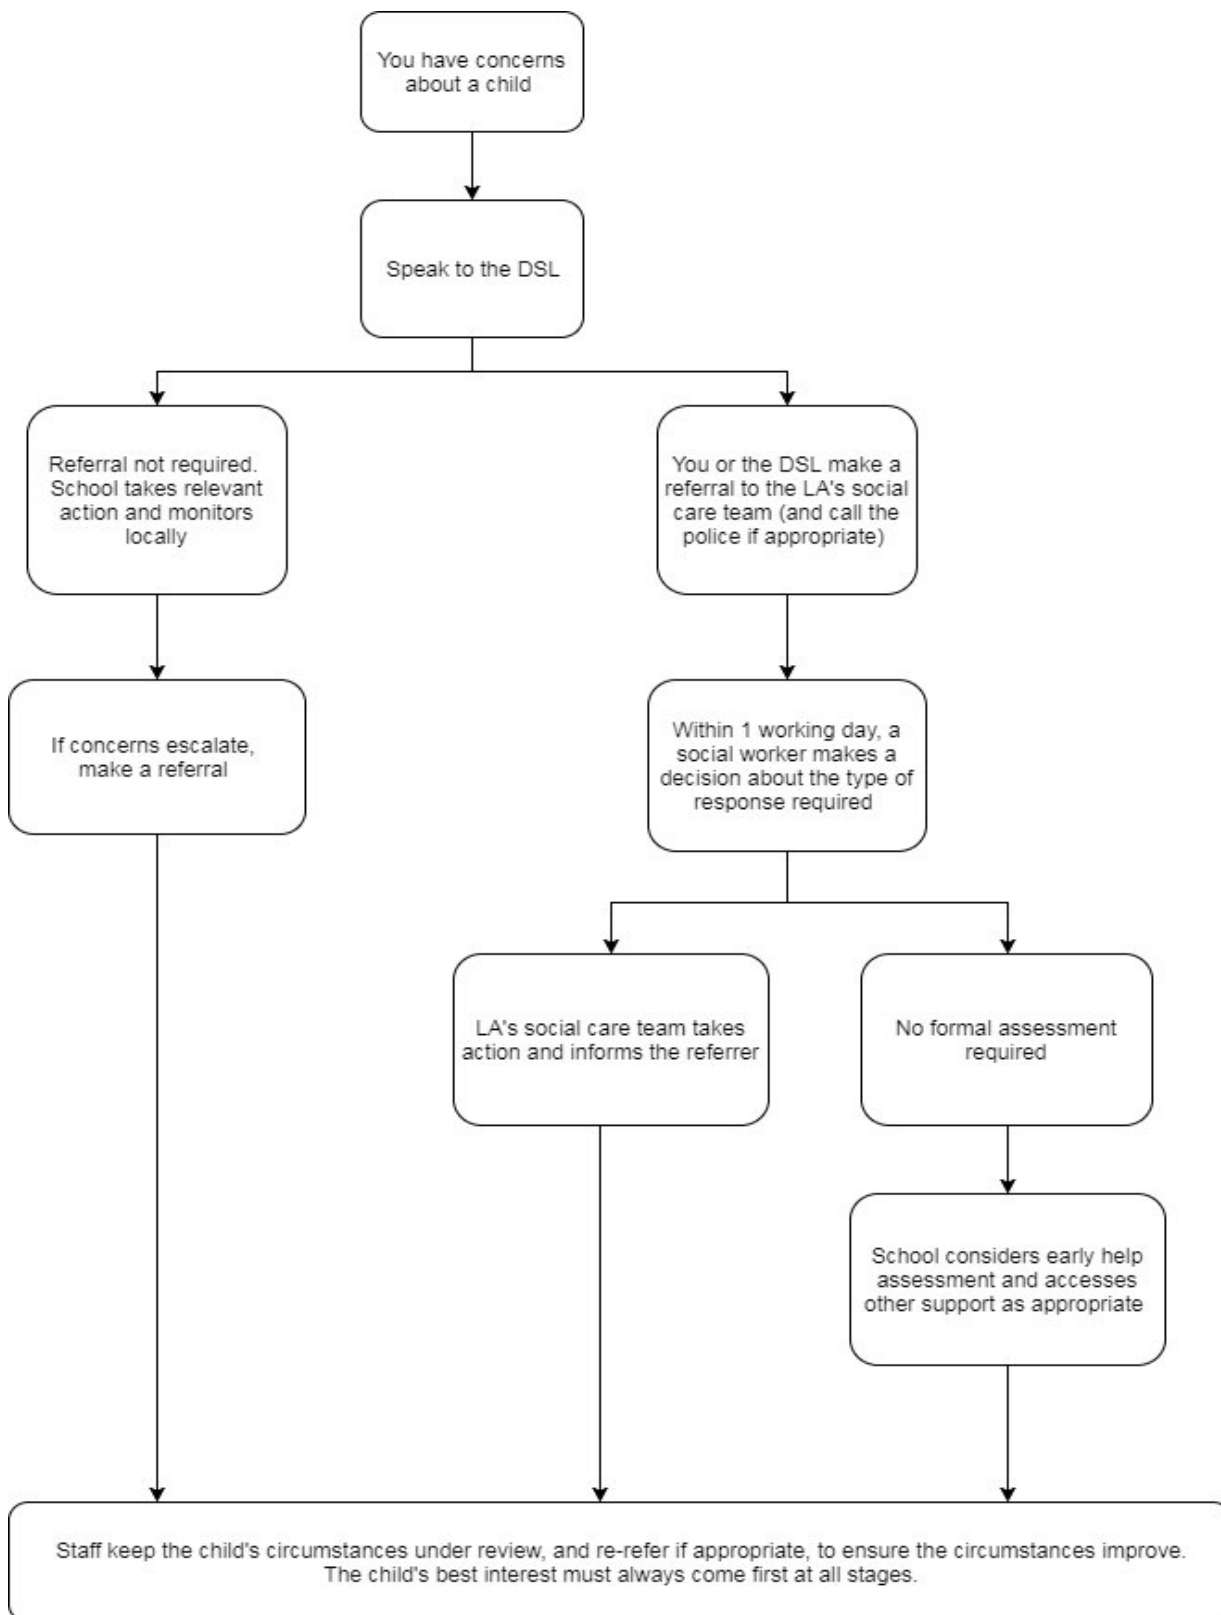 You have concerns
about a child
Speak to the DSL
Referral not required.
School takes relevant
action and monitors
locally
You or the DSL make a
referral to the LA's social
care team (and call the
police if appropriate)
If concerns escalate,
make a referral
Within 1 working day, a
social worker makes a
decision about the type of
response required
LA's social care team takes
action and informs the referrer
No formal assessment
required
School considers early help
assessment and accesses
other support as appropriate
Staff keep the child's circumstances under review, and re-refer if appropriate, to ensure the circumstances improve.
The child's best interest must always come first at all stages.